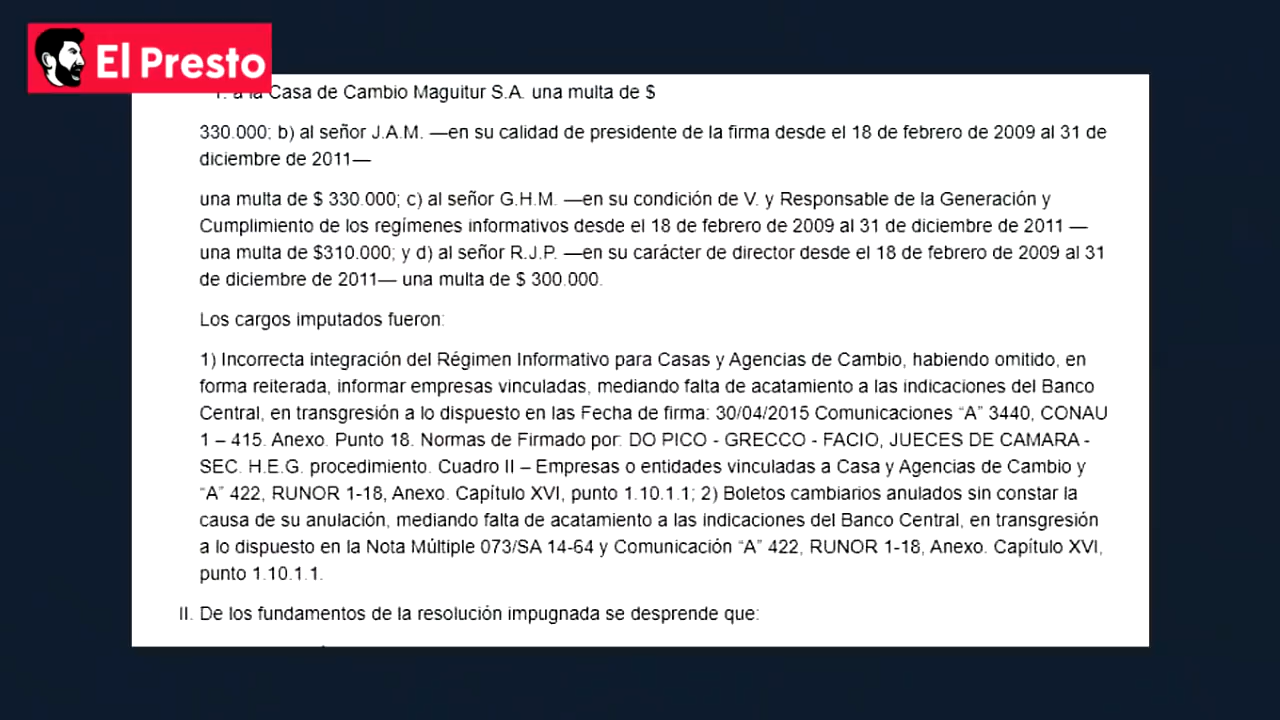 El Presto
a la Casa de Cambio Maguitur S.A. una multa de $
330.000; b) al señor J.A.M. —en su calidad de presidente de la firma desde el 18 de febrero de 2009 al 31 de
diciembre de 2011—
una multa de $ 330.000; c) al señor G.H.M. —en su condición de V. y Responsable de la Generación y
Cumplimiento de los regímenes informativos desde el 18 de febrero de 2009 al 31 de diciembre de 2011 —
una multa de $310.000; y d) al señor R.J.P. —en su carácter de director desde el 18 de febrero de 2009 al 31
de diciembre de 2011— una multa de $ 300.000.
Los cargos imputados fueron:
1) Incorrecta integración del Régimen Informativo para Casas y Agencias de Cambio, habiendo omitido, en
forma reiterada, informar empresas vinculadas, mediando falta de acatamiento a las indicaciones del Banco
Central, en transgresión a lo dispuesto en las Fecha de firma: 30/04/2015 Comunicaciones “A” 3440, CONAU
1 – 415. Anexo. Punto 18. Normas de Firmado por: DO PICO - GRECCO - FACIO, JUECES DE CAMARA -
SEC. H.E.G. procedimiento. Cuadro II – Empresas o entidades vinculadas a Casa y Agencias de Cambio y
“A” 422, RUNOR 1-18, Anexo. Capítulo XVI, punto 1.10.1.1; 2) Boletos cambiarios anulados sin constar la
causa de su anulación, mediando falta de acatamiento a las indicaciones del Banco Central, en transgresión
a lo dispuesto en la Nota Múltiple 073/SA 14-64 y Comunicación “A” 422, RUNOR 1-18, Anexo. Capítulo XVI,
punto 1.10.1.1.
II. De los fundamentos de la resolución impugnada se desprende que: